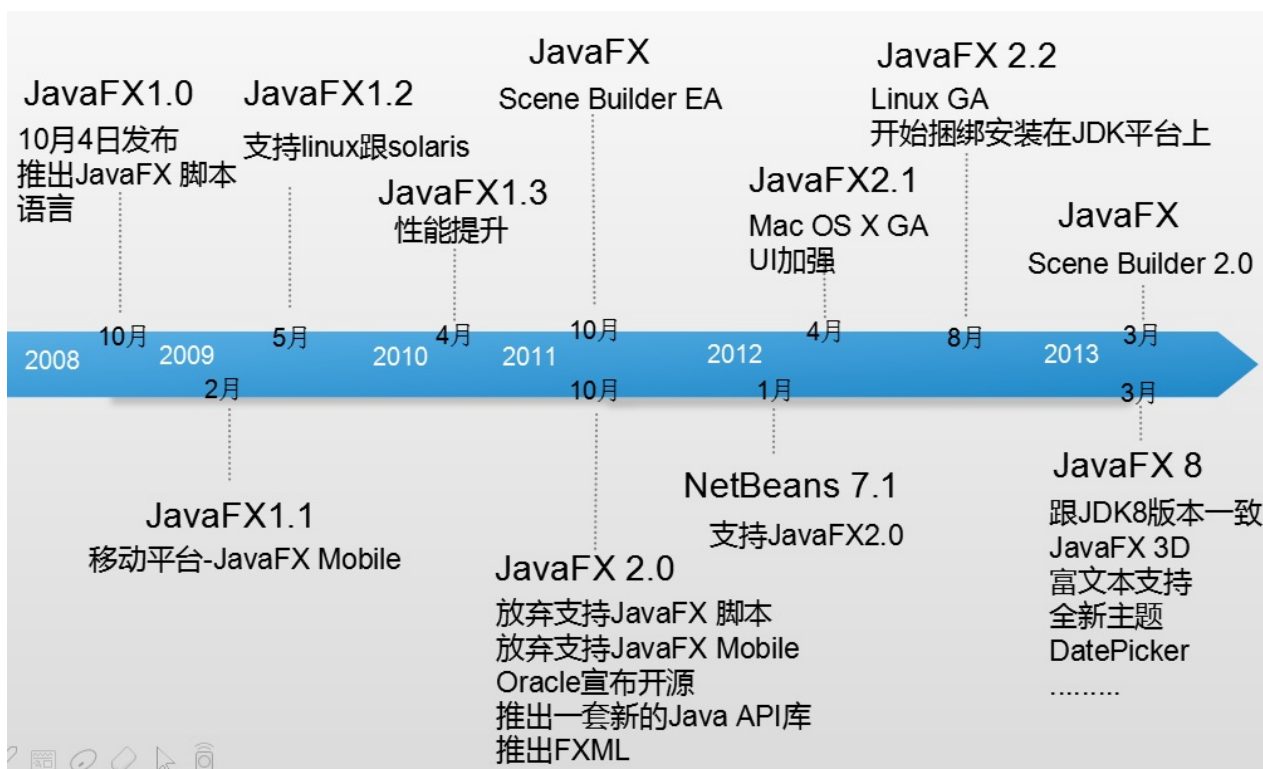 JavaFX1.0
10月4日发布
推出JavaFX 脚本
语言
JavaFX1.2
支持linux跟solaris
JavaFX1.3
性能提升
JavaFX
Scene Builder EA
JavaFX2.1
Mac OS X GA
UI加强
JavaFX 2.2
Linux GA
开始捆绑安装在JDK平台上
JavaFX
Scene Builder 2.0
10月
5月
4月
10月
4月
8月
3月
2008
2009
2010
2011
2012
2013
2月
10月
1月
3月
JavaFX1.1
移动平台-JavaFX Mobile
JavaFX 2.0
放弃支持JavaFX 脚本
放弃支持JavaFX Mobile
Oracle宣布开源
推出一套新的Java API库
推出FXML
NetBeans 7.1
支持JavaFX2.0
JavaFX 8
跟JDK8版本一致
JavaFX 3D
富文本支持
全新主题
DatePicker
.........